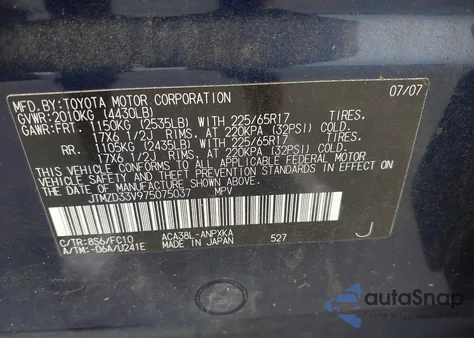 MFD.BY: TOYOTA MOTOR CORPORATION 07/07
GVWR: 2010KG (4430LB)
GAWR: FRT. 1150KG (2535LB) WITH 225/65R17 TIRES.
17X6 1/2J RIMS. AT 220KPA (32PSI) COLD.
RR. 1105KG (2435LB) WITH 225/65R17 TIRES.
17X6 1/2J RIMS. AT 220KPA (32PSI) COLD.
THIS VEHICLE CONFORMS TO ALL APPLICABLE FEDERAL MOTOR
VEHICLE SAFETY AND THEFT PREVENTION STANDARDS IN
EFFECT ON THE DATE OF MANUFACTURE SHOWN ABOVE.
JTMZD33V975075037 MPV
C/TR:8S6/FC10 ACA38L-ANPXKA J
A/TM:-06A/U241E MADE IN JAPAN 527
autoSnap